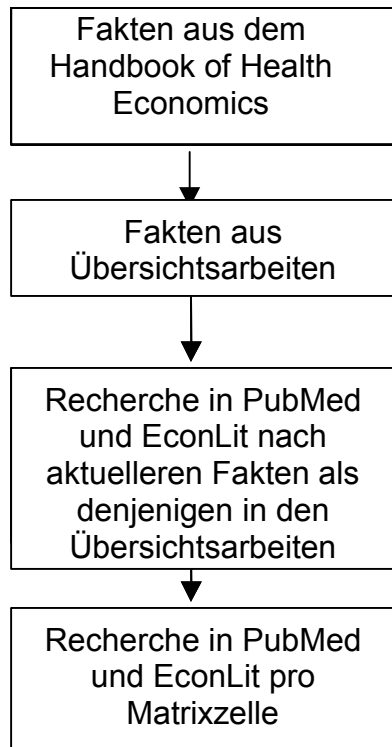 Fakten aus dem
Handbook of Health
Economics
Fakten aus
Übersichtsarbeiten
Recherche in PubMed
und EconLit nach
aktuelleren Fakten als
denjenigen in den
Übersichtsarbeiten
Recherche in PubMed
und EconLit pro
Matrixzelle